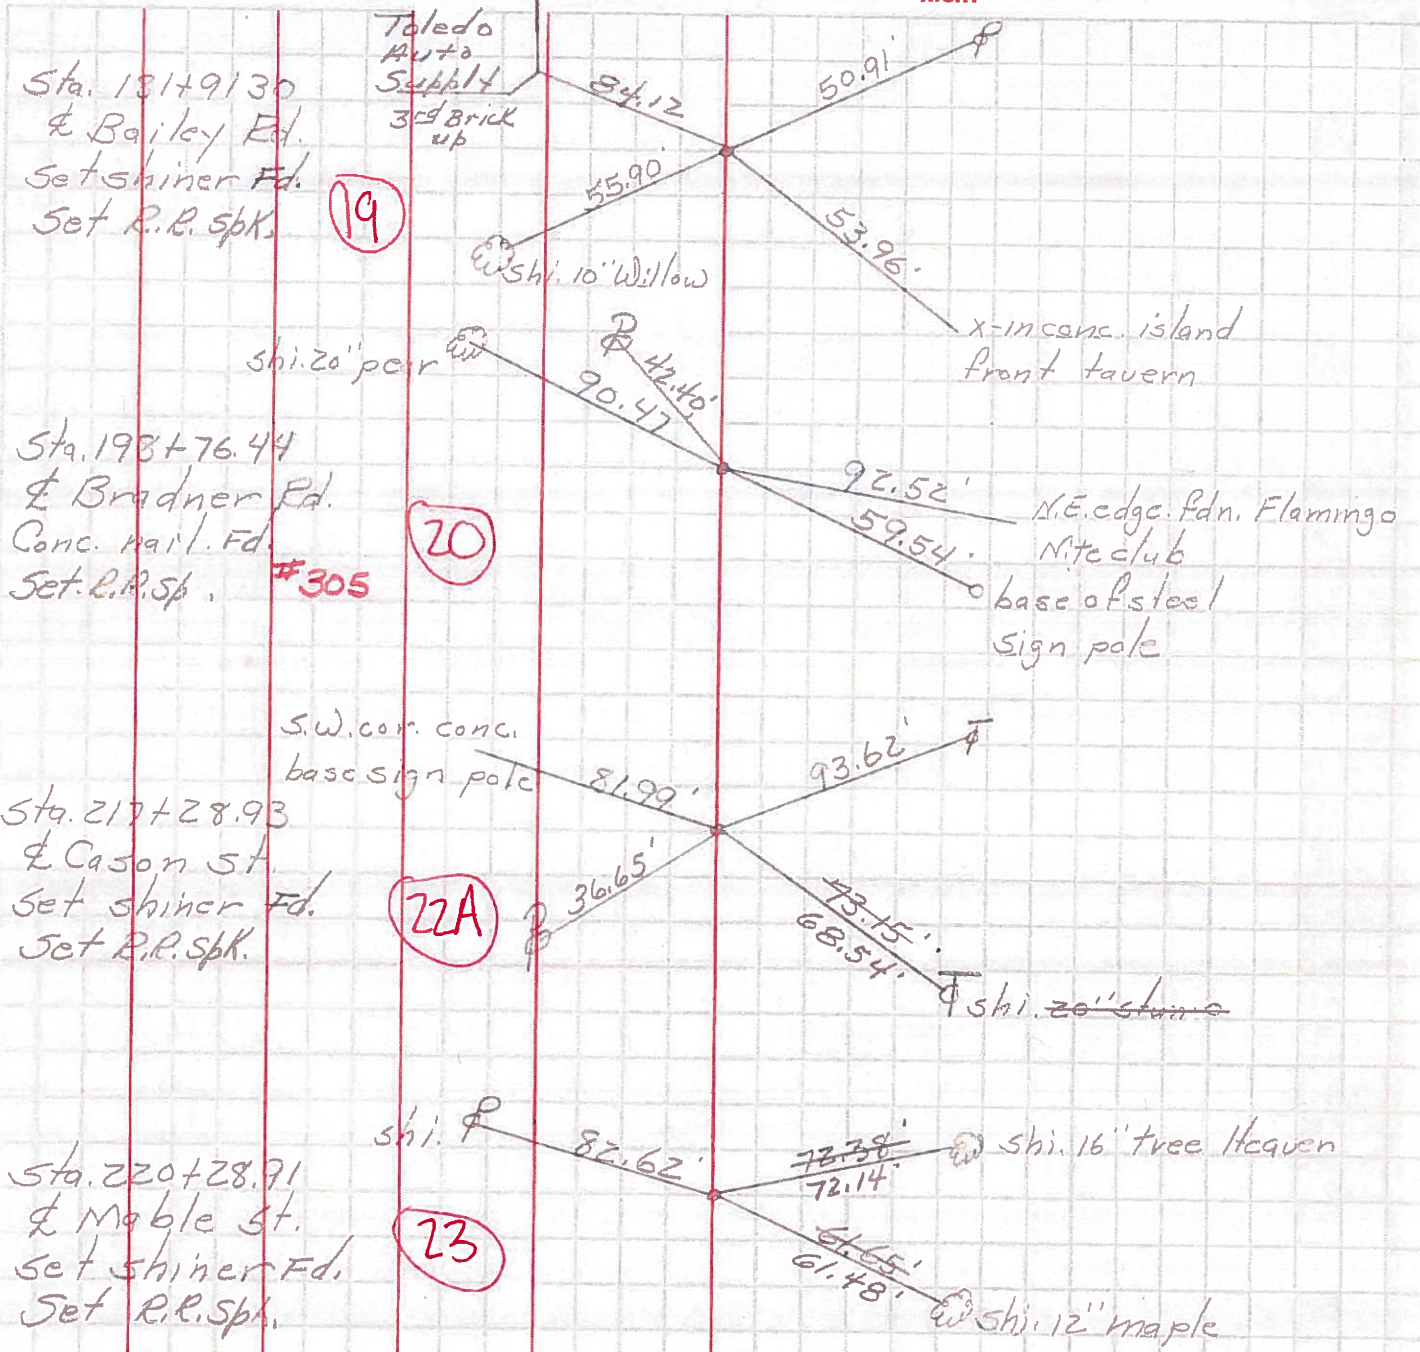 Toledo
Auto
Supply
3rd Brick
up
84.12
50.91'
Sta. 181+91.30
℄ Bailey Rd.
Set shiner Fd.
Set R.R. spk.
19
55.90'
53.96'
shi. 10" Willow
x-in conc. island
front tavern
shi. 20" pear
42.40'
90.47
Sta. 198+76.44
℄ Bradner Rd.
Conc. nail. Fd.
Set. R.R. sp.
#305
20
92.52'
N.E. edge. fdn. Flamingo
Nite club
59.54'
base of steel
sign pole
S.W. cor. conc.
base sign pole
81.99'
93.62'
Sta. 217+28.93
℄ Cason St.
Set shiner Fd.
Set R.R. Spk.
22A
36.65'
73.15'
68.54'
shi. 20" stump
shi.
82.62'
72.38'
72.14'
shi. 16" tree Heaven
Sta. 220+28.71
℄ Mable St.
Set shiner Fd.
Set R.R. Spk.
23
61.65'
61.48'
Shi. 12" maple